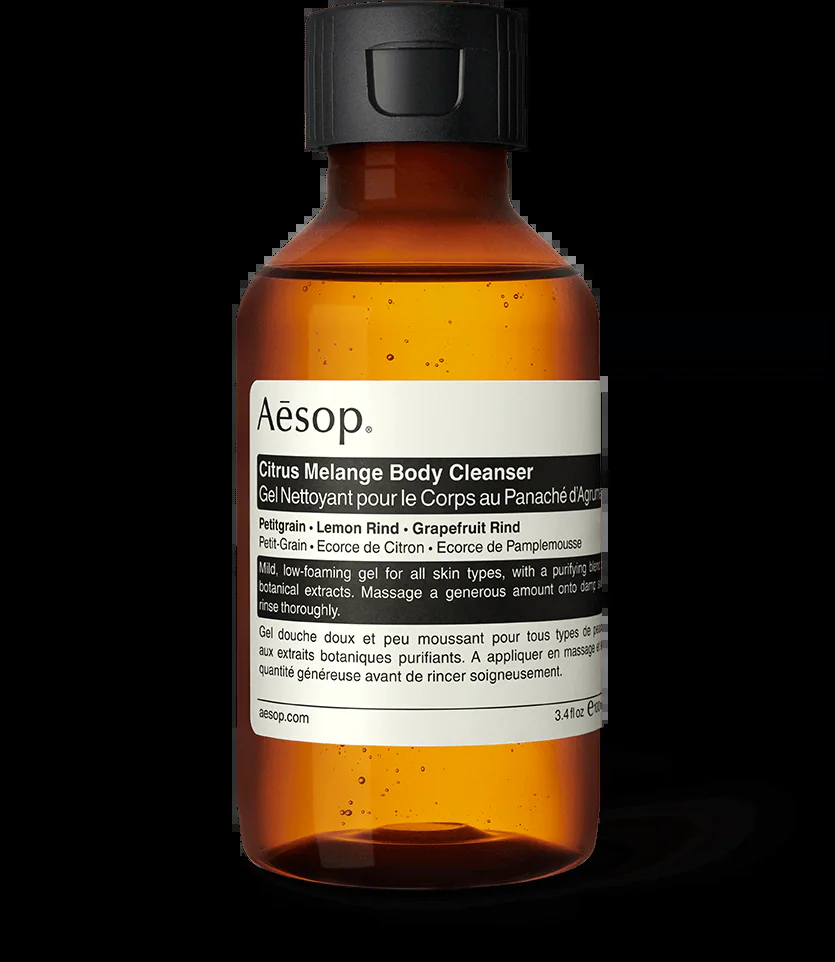 Aēsop®
Citrus Melange Body Cleanser
Gel Nettoyant pour le Corps au Panaché
Petitgrain • Lemon Rind • Grapefruit Rind
Petit-Grain • Ecorce de Citron • Ecorce de Pamplemousse
Mild, low-foaming gel for all skin types, with a purifying
botanical extracts. Massage a generous amount onto damp
rinse thoroughly.
Gel douche doux et peu moussant pour tous types de
aux extraits botaniques purifiants. A appliquer en massage
quantité généreuse avant de rincer soigneusement.
aesop.com
3.4 fl oz ℮